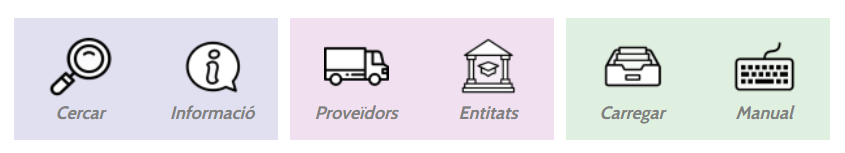 Cercar Informació Proveïdors Entitats Carregar Manual